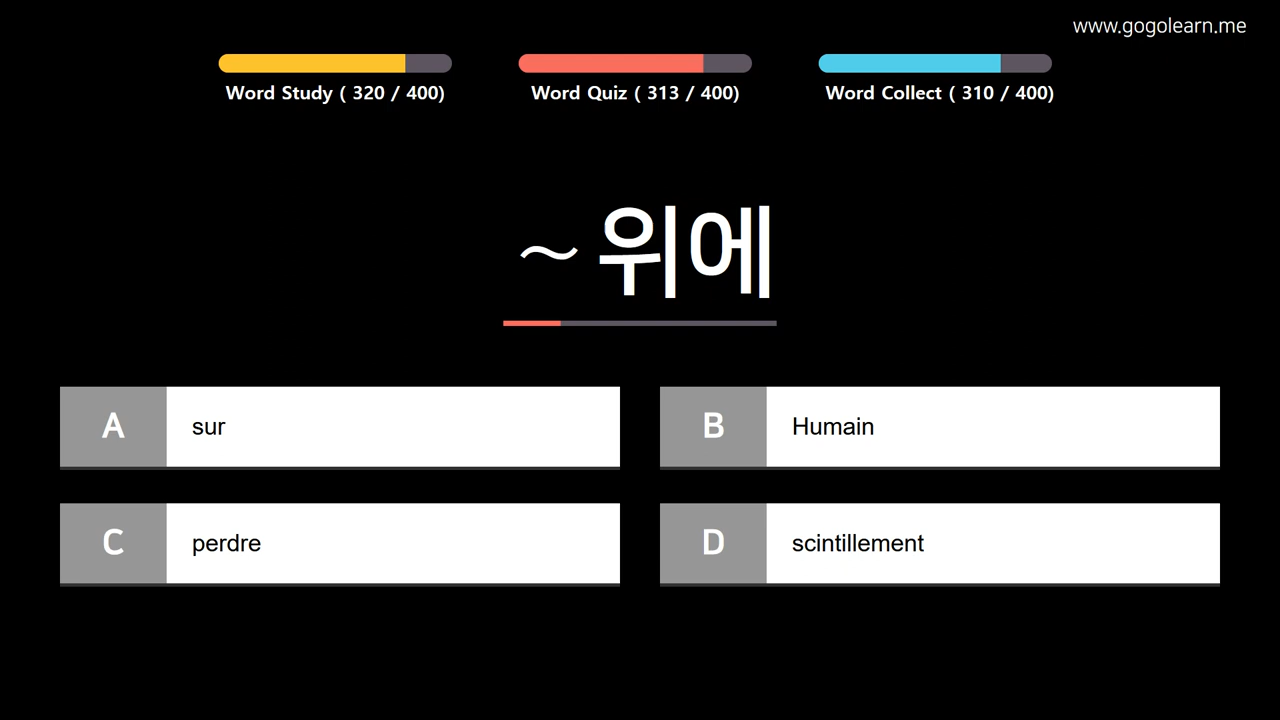 www.gogolearn.me
Word Study ( 320 / 400)
Word Quiz ( 313 / 400)
Word Collect ( 310 / 400)
~위에
A sur
B Humain
C perdre
D scintillement